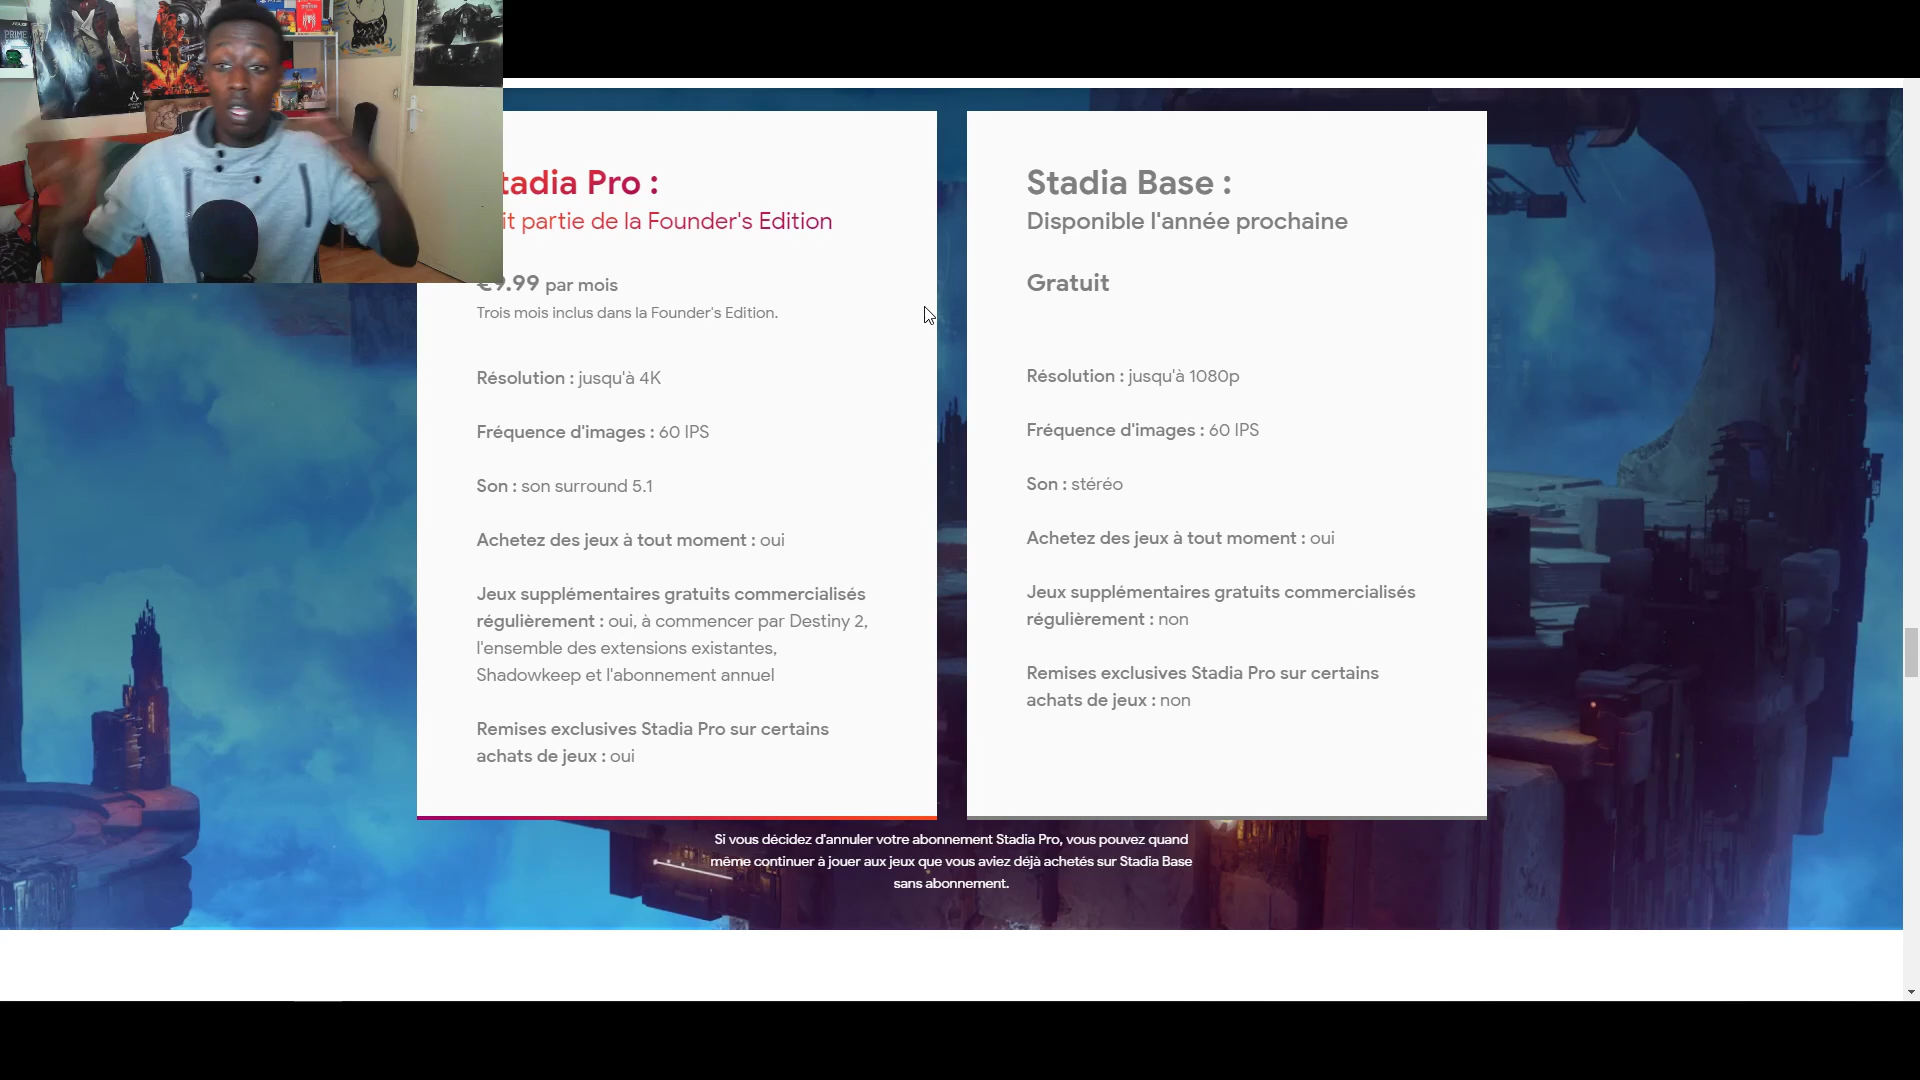 PRIME
tadia Pro :
it partie de la Founder's Edition
€9.99 par mois
Trois mois inclus dans la Founder's Edition.
Résolution : jusqu'à 4K
Fréquence d'images : 60 IPS
Son : son surround 5.1
Achetez des jeux à tout moment : oui
Jeux supplémentaires gratuits commercialisés
régulièrement : oui, à commencer par Destiny 2,
l'ensemble des extensions existantes,
Shadowkeep et l'abonnement annuel
Remises exclusives Stadia Pro sur certains
achats de jeux : oui
Stadia Base :
Disponible l'année prochaine
Gratuit
Résolution : jusqu'à 1080p
Fréquence d'images : 60 IPS
Son : stéréo
Achetez des jeux à tout moment : oui
Jeux supplémentaires gratuits commercialisés
régulièrement : non
Remises exclusives Stadia Pro sur certains
achats de jeux : non
Si vous décidez d'annuler votre abonnement Stadia Pro, vous pouvez quand
même continuer à jouer aux jeux que vous aviez déjà achetés sur Stadia Base
sans abonnement.